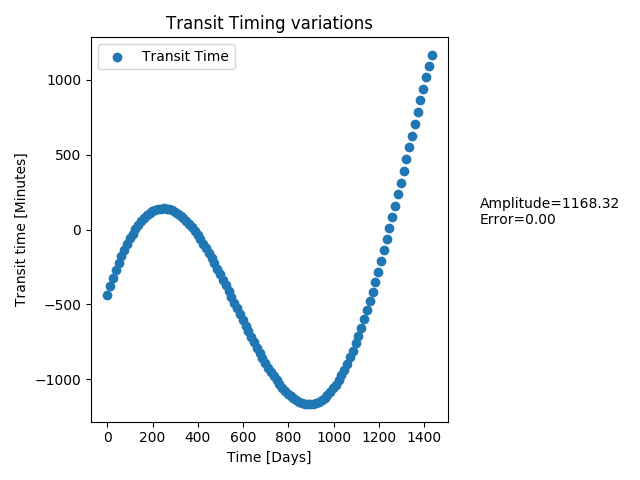 Transit Timing variations
Transit Time
Transit time [Minutes]
1000
500
0
−500
−1000
0 200 400 600 800 1000 1200 1400
Time [Days]
Amplitude=1168.32
Error=0.00